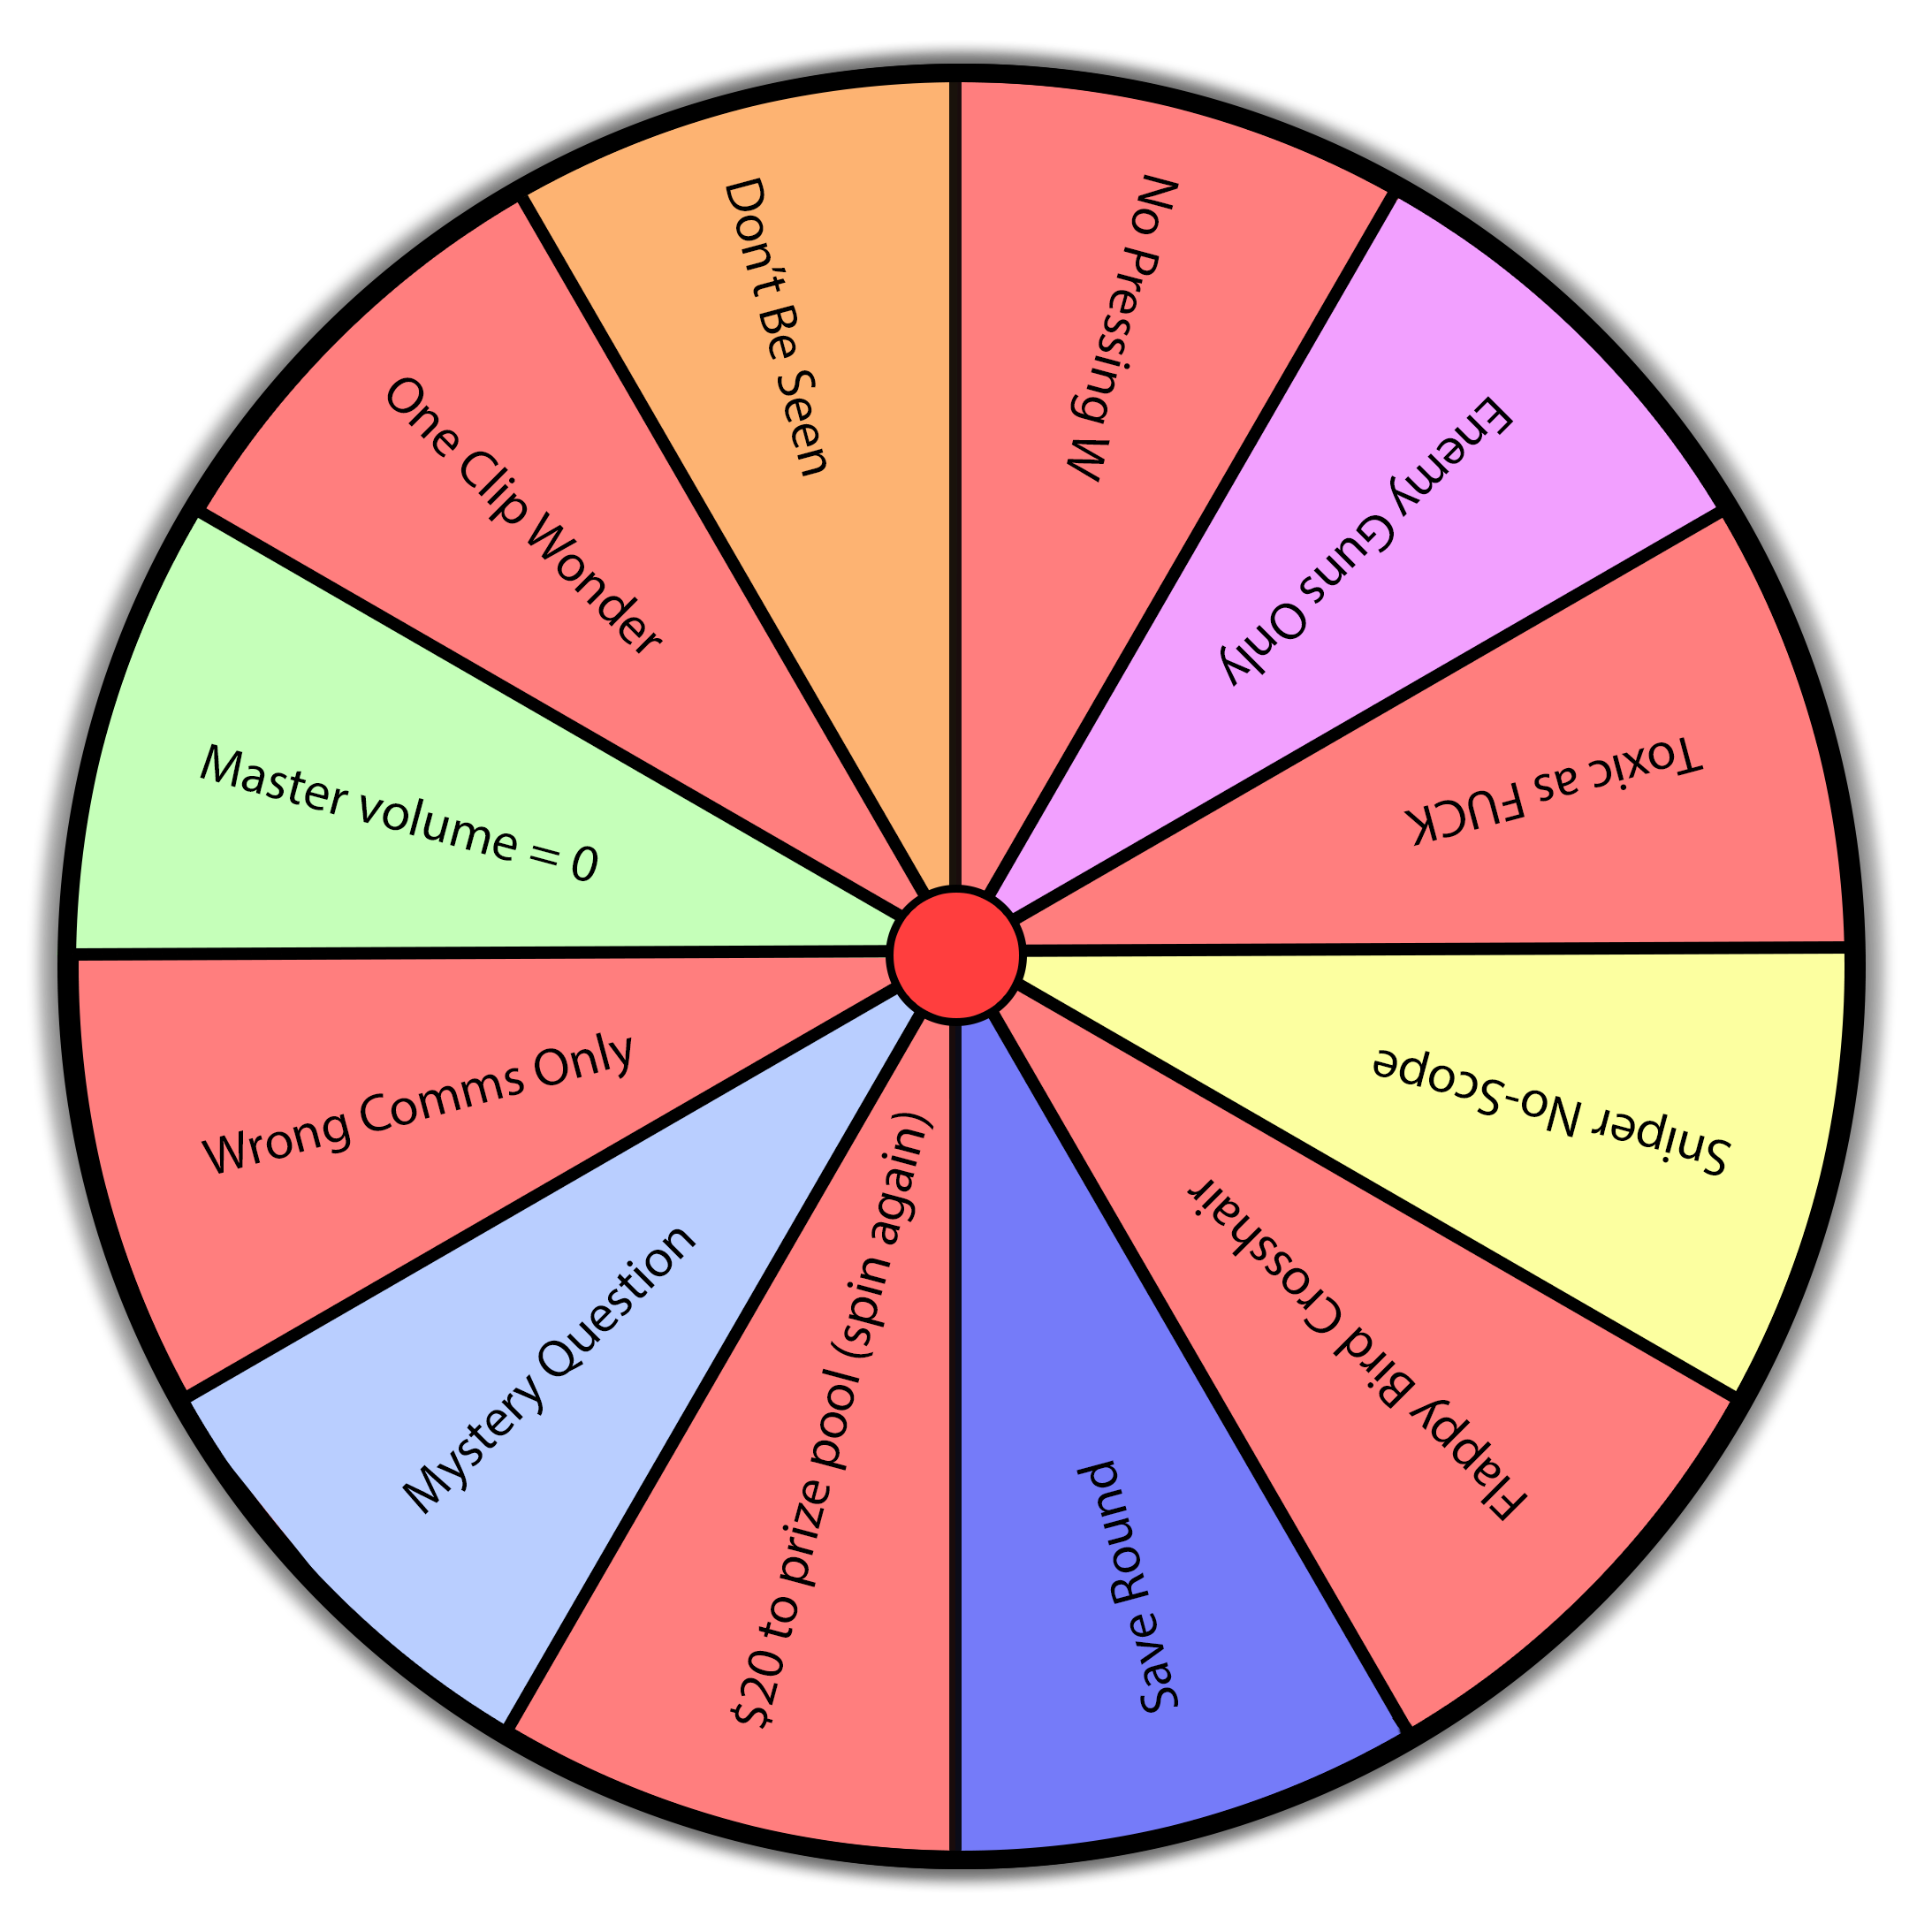 No Pressing W
Enemy Guns Only
Toxic as FUCK
Sniper No-scope
Flappy Bird Crosshair
Save Round
$20 to prize pool (spin again)
Mystery Question
Wrong Comms Only
Master volume = 0
One Clip Wonder
Don't Be Seen